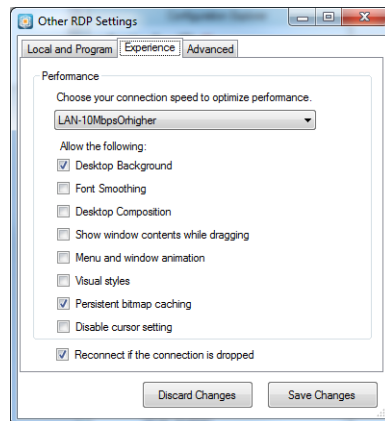 Other RDP Settings
Local and Program Experience Advanced
Performance
Choose your connection speed to optimize performance.
LAN-10MbpsOrhigher
Allow the following:
Desktop Background
Font Smoothing
Desktop Composition
Show window contents while dragging
Menu and window animation
Visual styles
Persistent bitmap caching
Disable cursor setting
Reconnect if the connection is dropped
Discard Changes Save Changes